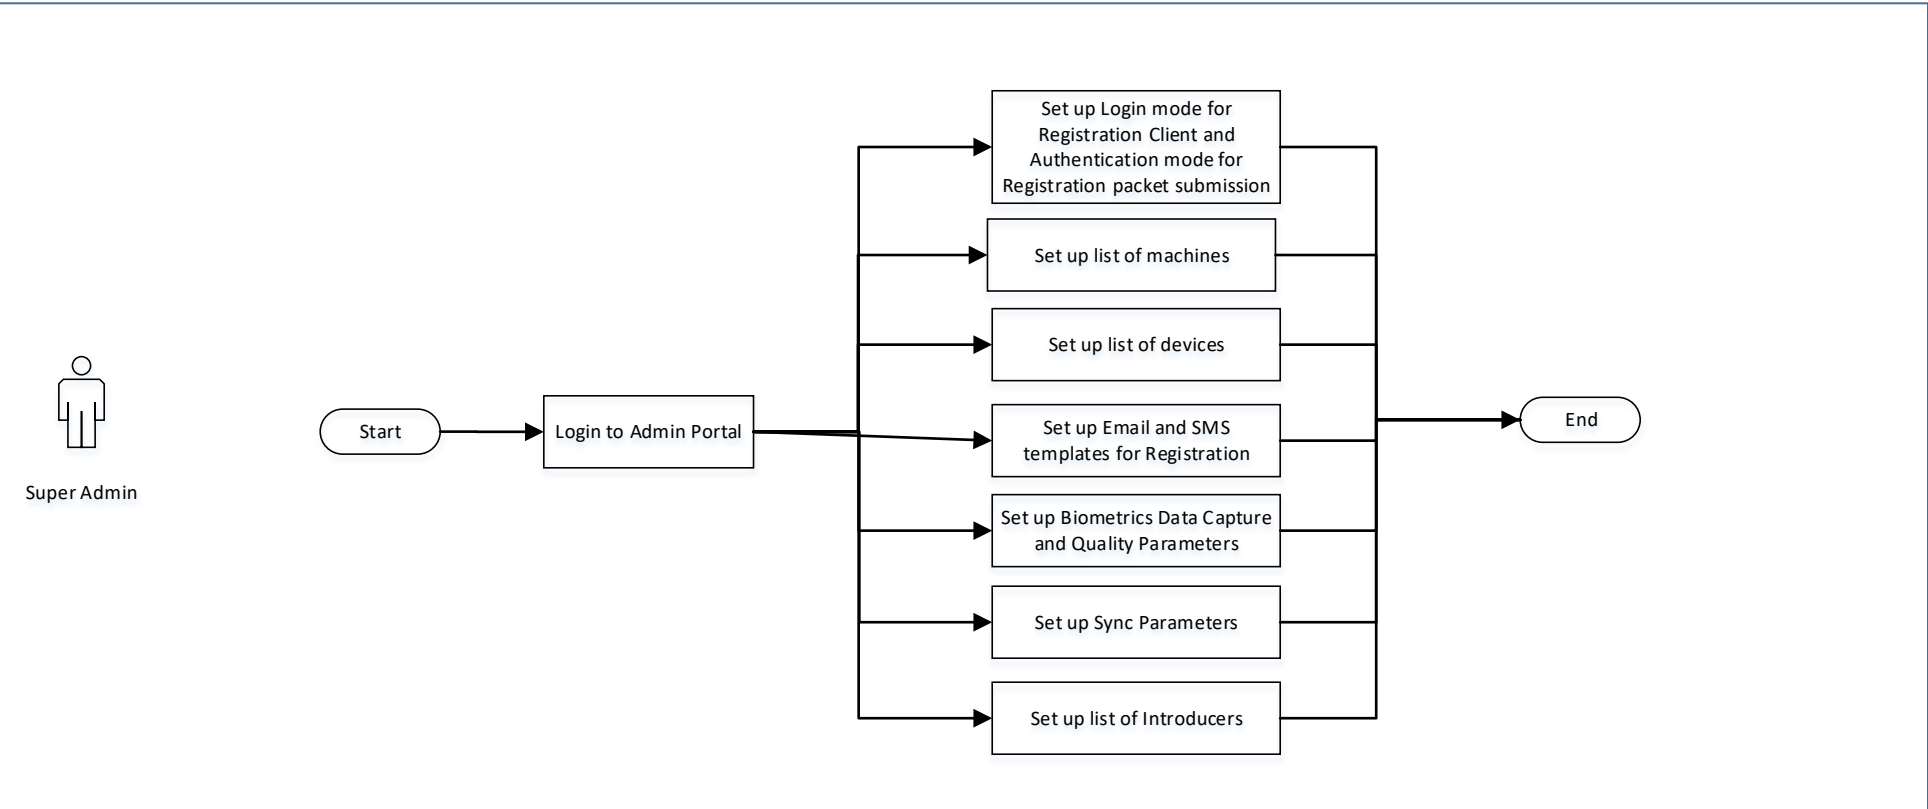 Super Admin
Start
Login to Admin Portal
Set up Login mode for
Registration Client and
Authentication mode for
Registration packet submission
Set up list of machines
Set up list of devices
Set up Email and SMS
templates for Registration
Set up Biometrics Data Capture
and Quality Parameters
Set up Sync Parameters
Set up list of Introducers
End